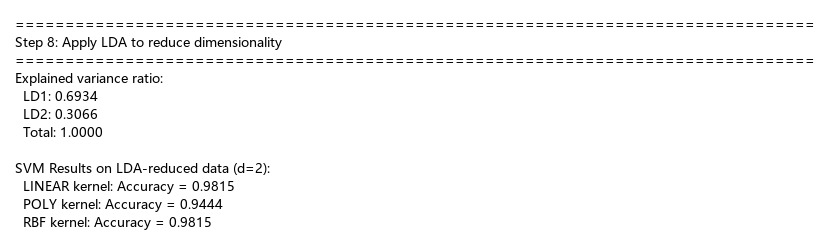 ================================================================================
Step 8: Apply LDA to reduce dimensionality
================================================================================
Explained variance ratio:
LD1: 0.6934
LD2: 0.3066
Total: 1.0000
SVM Results on LDA-reduced data (d=2):
LINEAR kernel: Accuracy = 0.9815
POLY kernel: Accuracy = 0.9444
RBF kernel: Accuracy = 0.9815